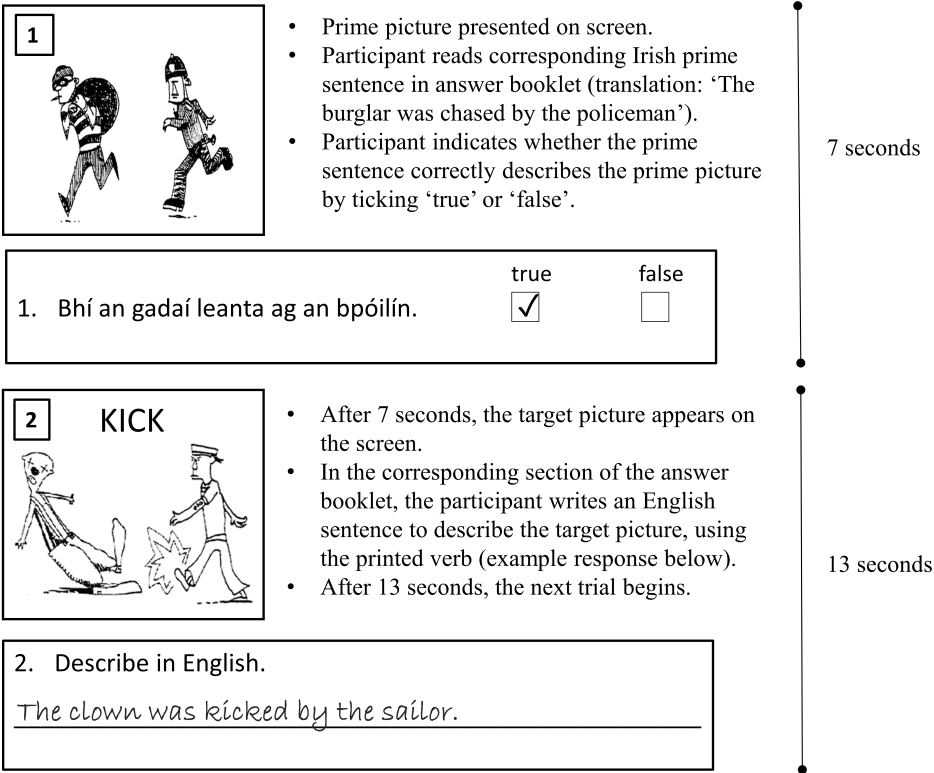 1
• Prime picture presented on screen.
• Participant reads corresponding Irish prime
sentence in answer booklet (translation: ‘The
burglar was chased by the policeman’).
• Participant indicates whether the prime
sentence correctly describes the prime picture
by ticking ‘true’ or ‘false’.
7 seconds
true false
1. Bhí an gadaí leanta ag an bpóilín.
2 KICK
• After 7 seconds, the target picture appears on
the screen.
• In the corresponding section of the answer
booklet, the participant writes an English
sentence to describe the target picture, using
the printed verb (example response below).
• After 13 seconds, the next trial begins.
13 seconds
2. Describe in English.
The clown was kicked by the sailor.